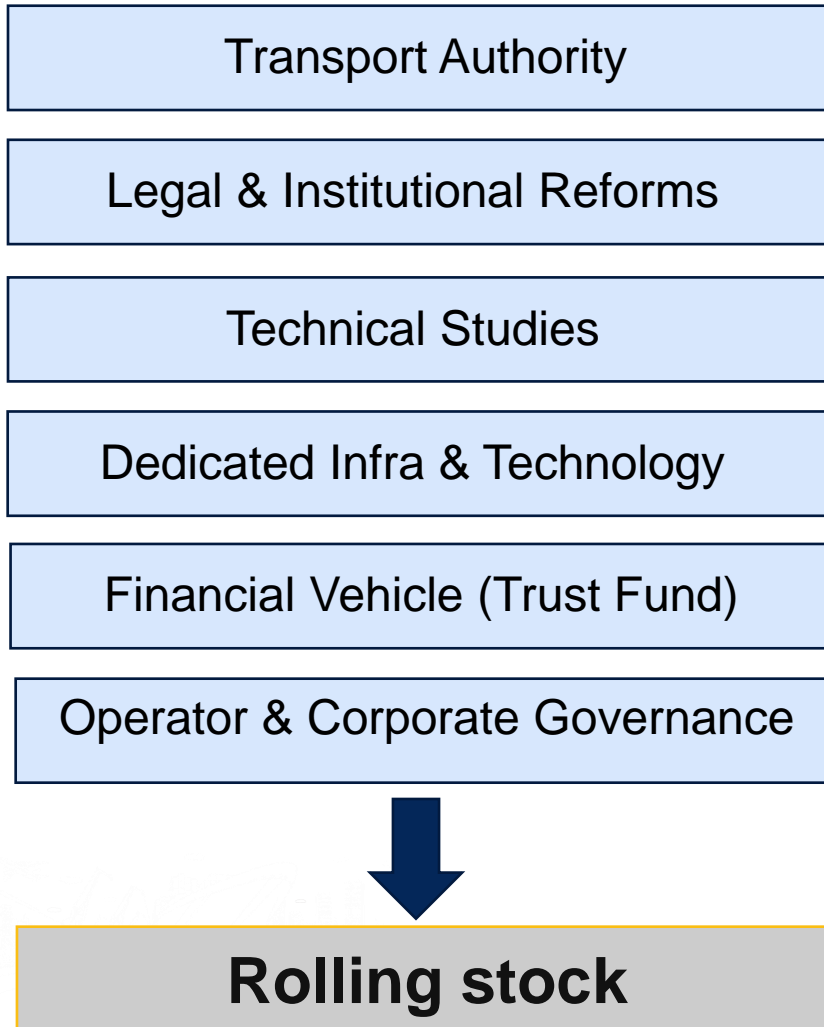 Transport Authority
Legal & Institutional Reforms
Technical Studies
Dedicated Infra & Technology
Financial Vehicle (Trust Fund)
Operator & Corporate Governance
Rolling stock